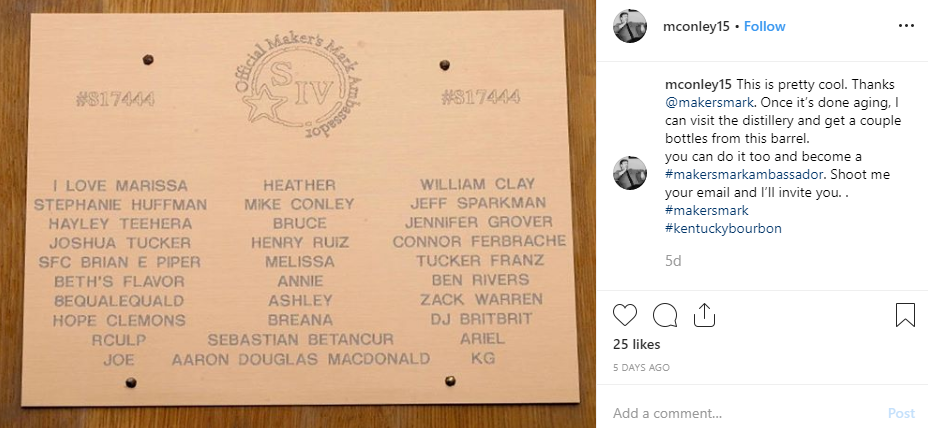 Official Maker's Mark Ambassador
S IV
#817444
#817444
I LOVE MARISSA HEATHER WILLIAM CLAY
STEPHANIE HUFFMAN MIKE CONLEY JEFF SPARKMAN
HAYLEY TEEHERA BRUCE JENNIFER GROVER
JOSHUA TUCKER HENRY RUIZ CONNOR FERBRACHE
SFC BRIAN E PIPER MELISSA TUCKER FRANZ
BETH'S FLAVOR ANNIE BEN RIVERS
8EQUALEQUALD ASHLEY ZACK WARREN
HOPE CLEMONS BREANA DJ BRITBRIT
RCULP SEBASTIAN BETANCUR ARIEL
JOE AARON DOUGLAS MACDONALD KG
mconley15 • Follow
mconley15 This is pretty cool. Thanks
@makersmark. Once it's done aging, I
can visit the distillery and get a couple
bottles from this barrel.
you can do it too and become a
#makersmarkambassador. Shoot me
your email and I'll invite you. .
#makersmark
#kentuckybourbon
5d
25 likes
5 DAYS AGO
Add a comment...
Post